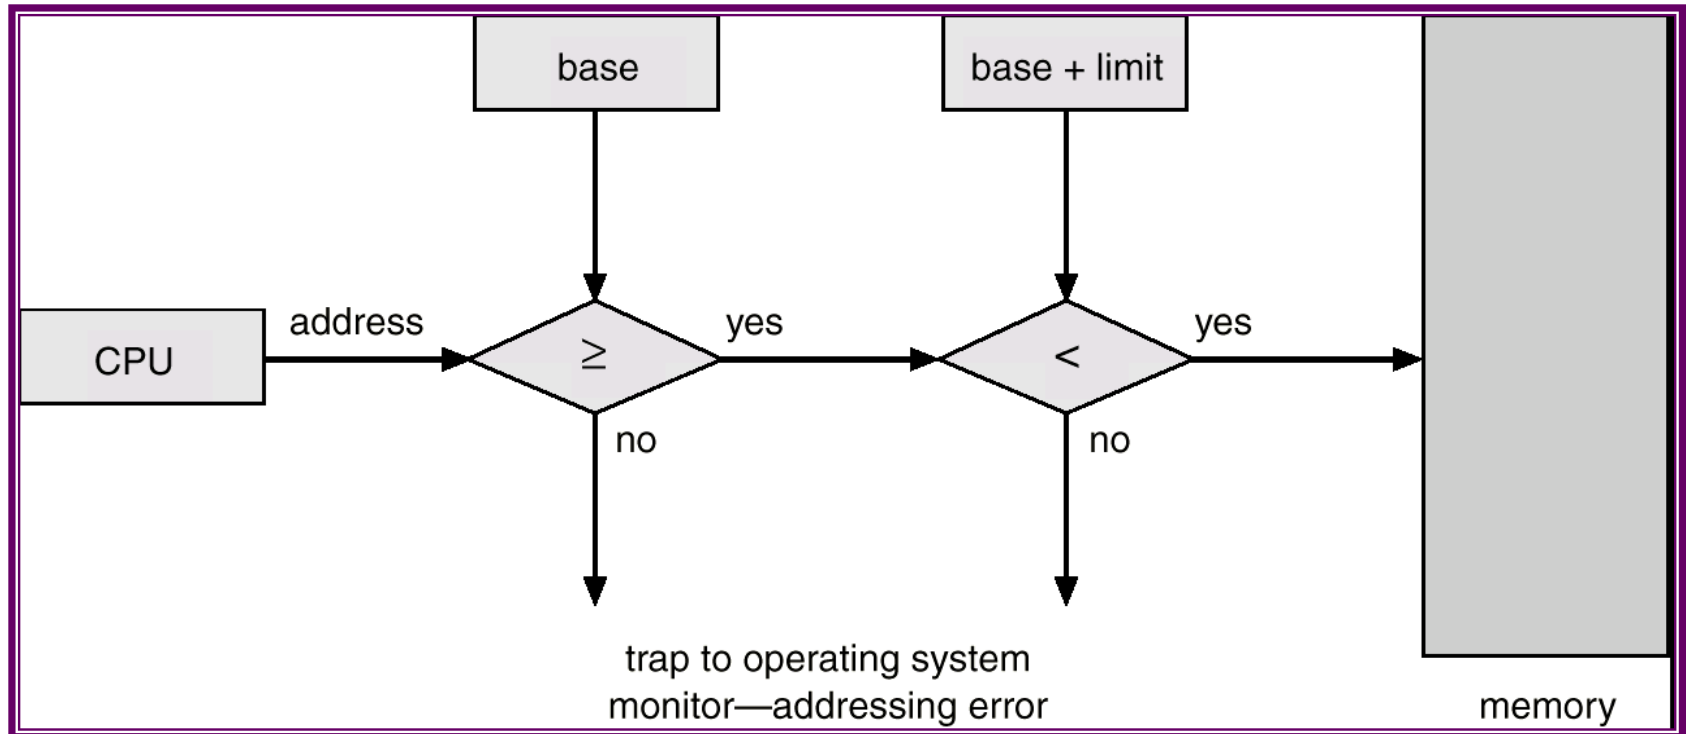 base
base + limit
address
yes
yes
CPU
≥
<
no
no
trap to operating system
monitor—addressing error
memory